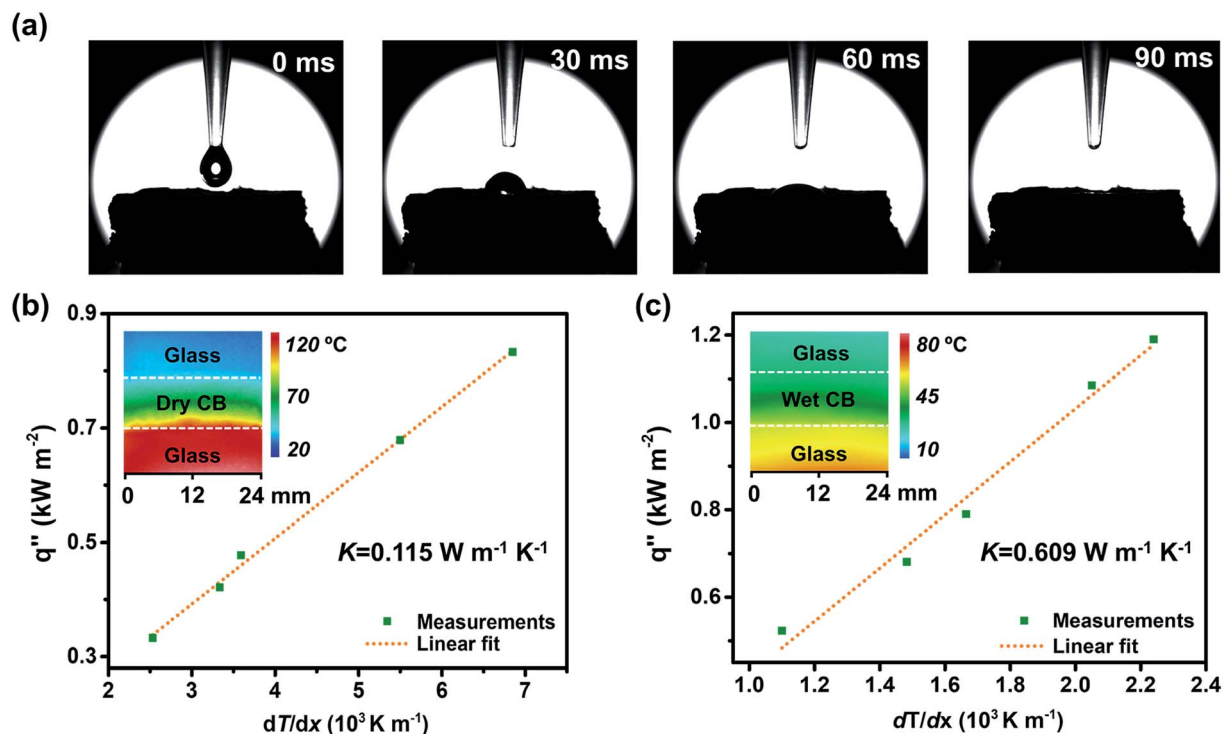 (a)
0 ms
30 ms
60 ms
90 ms
(b)
0.9
0.7
0.5
0.3
q'' (kW m⁻²)
2
3
4
5
6
7
dT/dx (10³ K m⁻¹)
Glass
Dry CB
Glass
120 ºC
70
20
0
12
24 mm
K=0.115 W m⁻¹ K⁻¹
Measurements
Linear fit
(c)
1.2
1.0
0.8
0.6
q'' (kW m⁻²)
1.0
1.2
1.4
1.6
1.8
2.0
2.2
2.4
dT/dx (10³ K m⁻¹)
Glass
Wet CB
Glass
80 ºC
45
10
0
12
24 mm
K=0.609 W m⁻¹ K⁻¹
Measurements
Linear fit